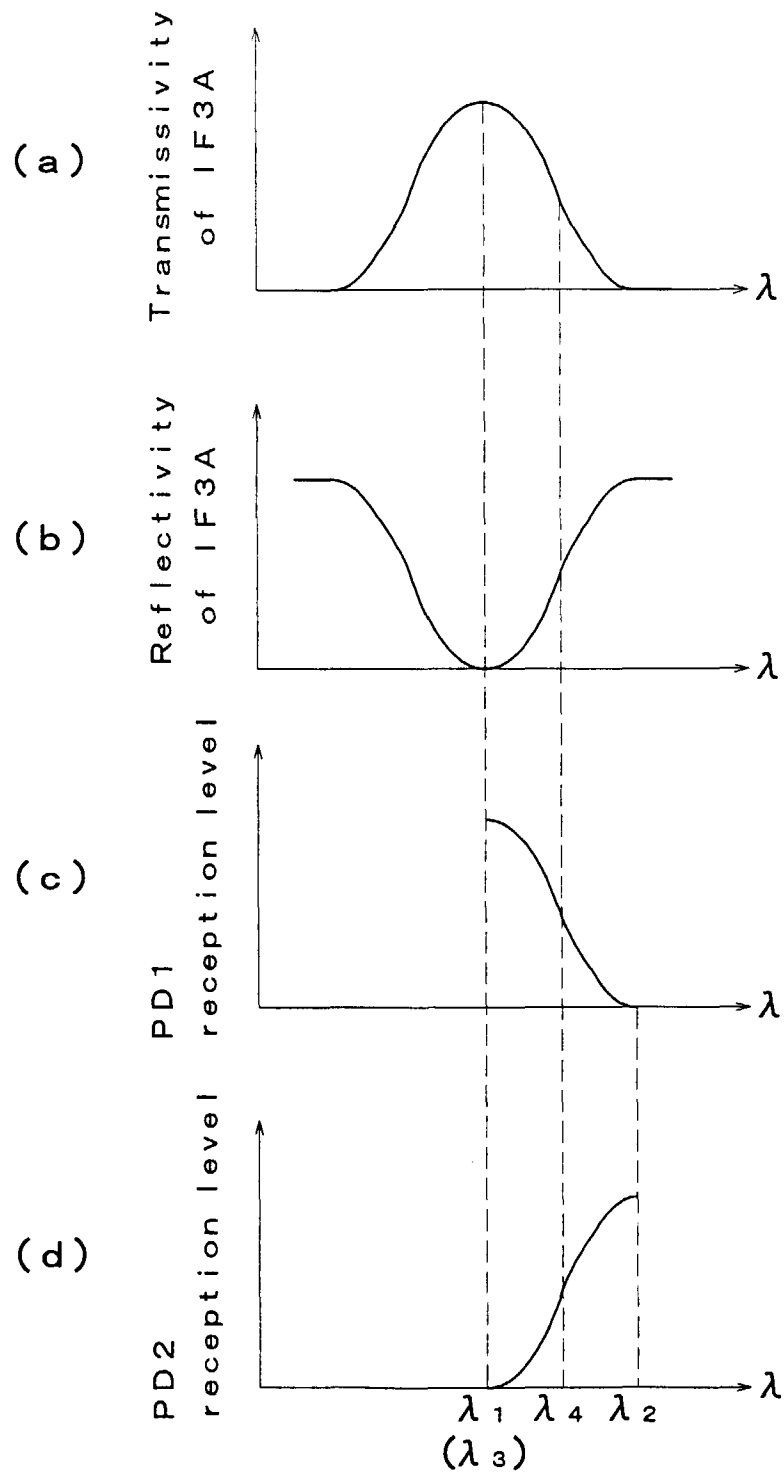 (a)
Transmissivity
of IF3A
λ
(b)
Reflectivity
of IF3A
λ
(c)
PD1
reception level
λ
(d)
PD2
reception level
λ
λ1 λ4 λ2
(λ3)